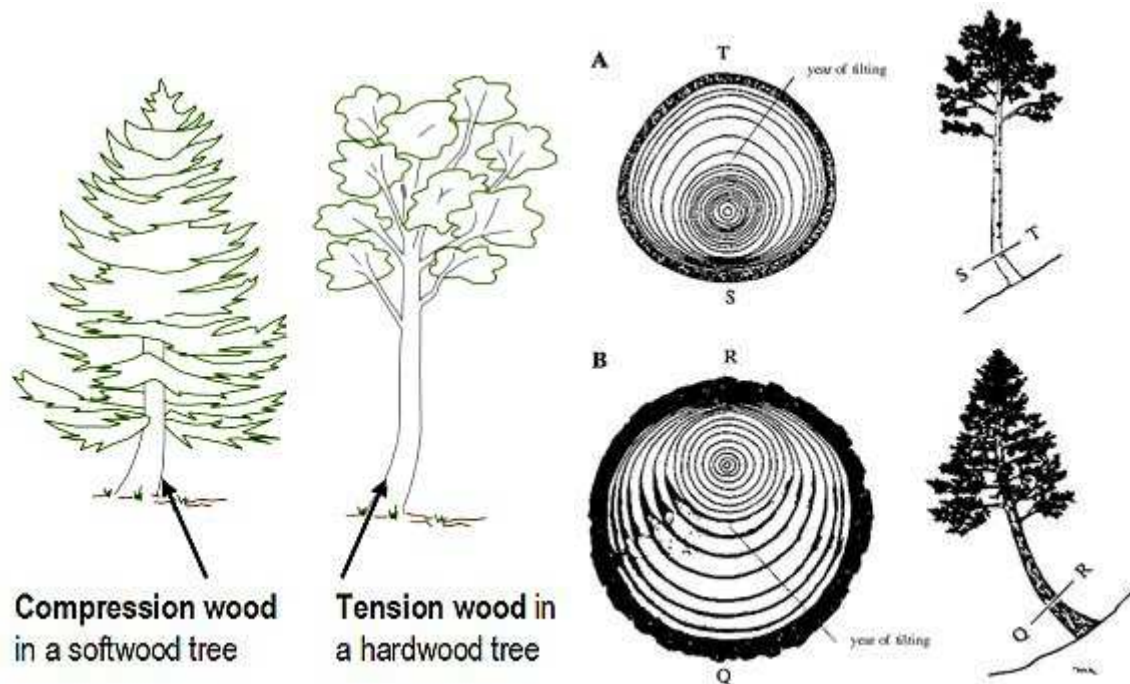 Compression wood
in a softwood tree
Tension wood in
a hardwood tree
A
T
year of tilting
S
T
S
B
R
year of tilting
Q
R
Q